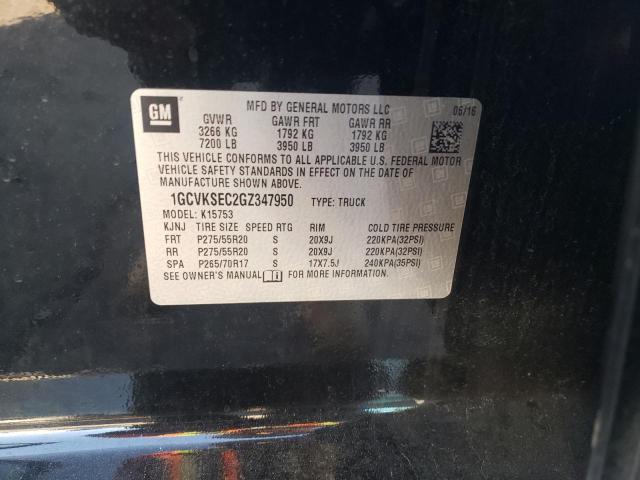 GM
MFD BY GENERAL MOTORS LLC 06/16
GVWR GAWR FRT GAWR RR
3266 KG 1792 KG 1792 KG
7200 LB 3950 LB 3950 LB
THIS VEHICLE CONFORMS TO ALL APPLICABLE U.S. FEDERAL MOTOR
VEHICLE SAFETY STANDARDS IN EFFECT ON THE DATE OF
MANUFACTURE SHOWN ABOVE.
1GCVKSEC2GZ347950 TYPE: TRUCK
MODEL: K15753
KJNJ TIRE SIZE SPEED RTG RIM COLD TIRE PRESSURE
FRT P275/55R20 S 20X9J 220KPA(32PSI)
RR P275/55R20 S 20X9J 220KPA(32PSI)
SPA P265/70R17 S 17X7.5J 240KPA(35PSI)
SEE OWNER'S MANUAL